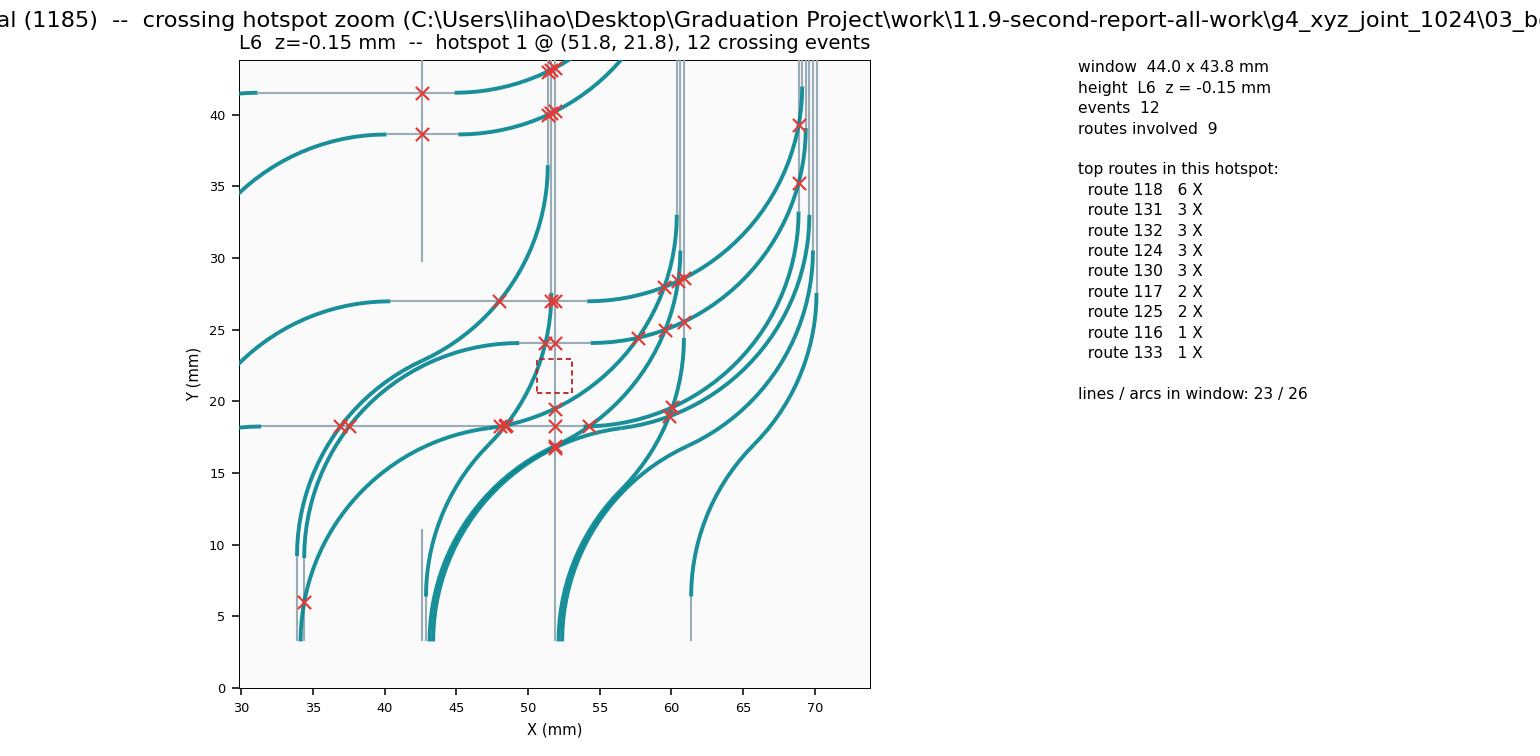 al (1185)  --  crossing hotspot zoom (C:\Users\lihao\Desktop\Graduation Project\work\11.9-second-report-all-work\g4_xyz_joint_1024\03_b
L6  z=-0.15 mm  --  hotspot 1 @ (51.8, 21.8), 12 crossing events
40
35
30
25
20
15
10
5
0
Y (mm)
30 35 40 45 50 55 60 65 70
X (mm)
window  44.0 x 43.8 mm
height  L6  z = -0.15 mm
events  12
routes involved  9
top routes in this hotspot:
route 118   6 X
route 131   3 X
route 132   3 X
route 124   3 X
route 130   3 X
route 117   2 X
route 125   2 X
route 116   1 X
route 133   1 X
lines / arcs in window: 23 / 26